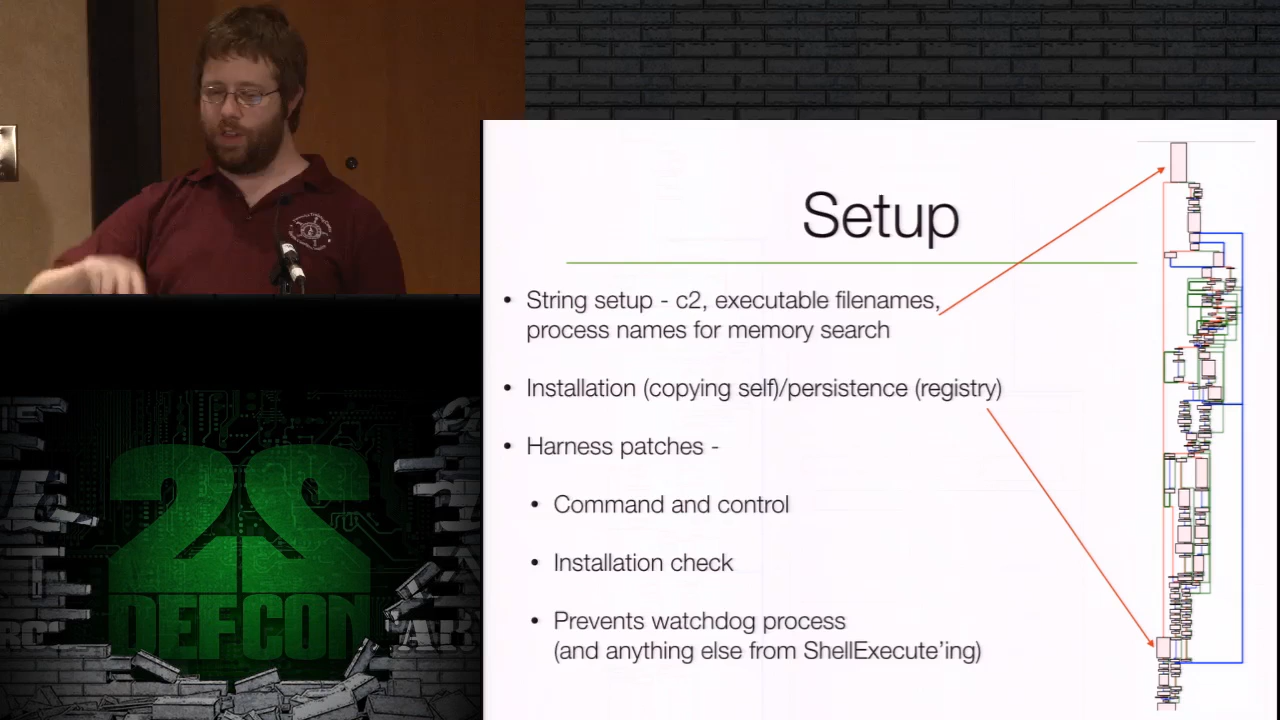 Setup
• String setup - c2, executable filenames,
process names for memory search
• Installation (copying self)/persistence (registry)
• Harness patches -
• Command and control
• Installation check
• Prevents watchdog process
(and anything else from ShellExecute’ing)
22
DEFCON